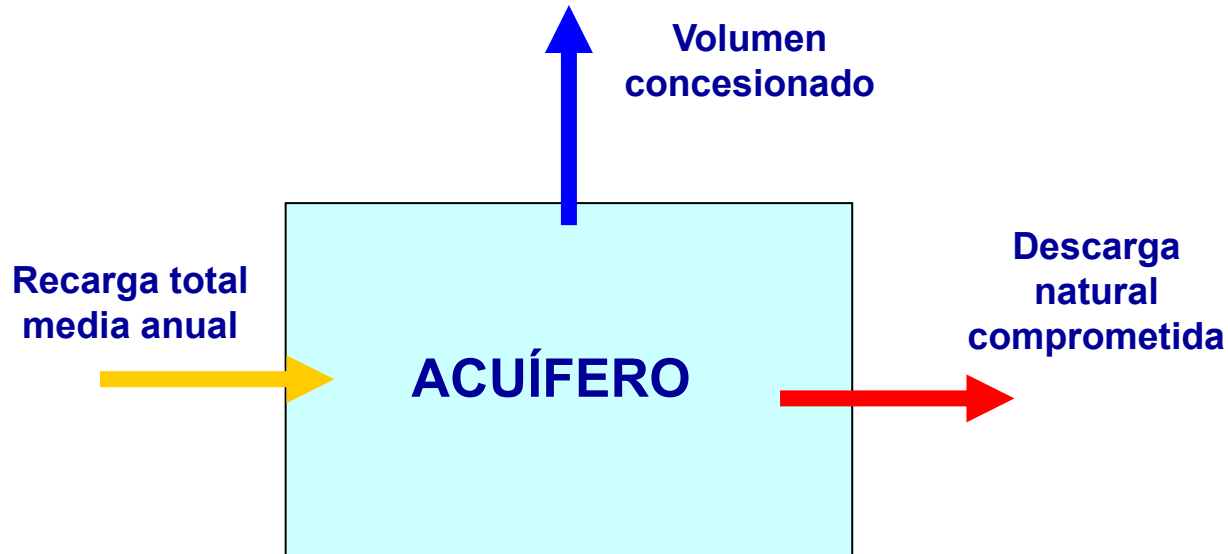 Volumen
concesionado
Recarga total
media anual
ACUÍFERO
Descarga
natural
comprometida